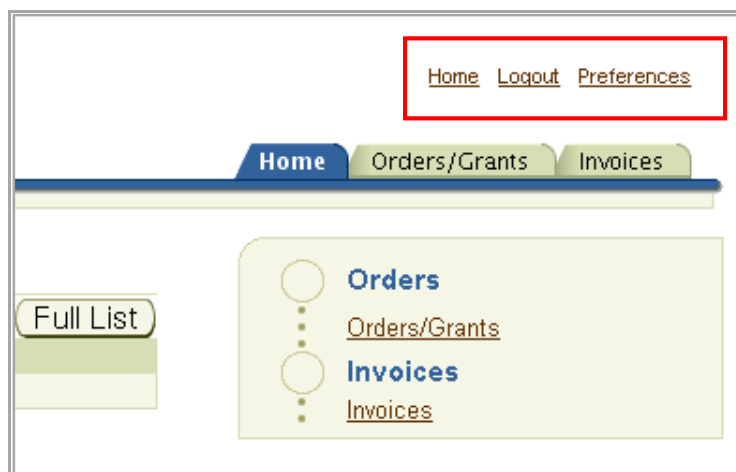 Home Logout Preferences
Home Orders/Grants Invoices
Full List
Orders
Orders/Grants
Invoices
Invoices